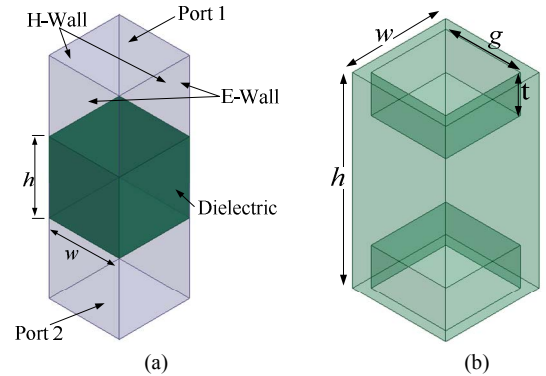 H-Wall
Port 1
E-Wall
h
Dielectric
w
Port 2
(a)
w
g
t
h
(b)